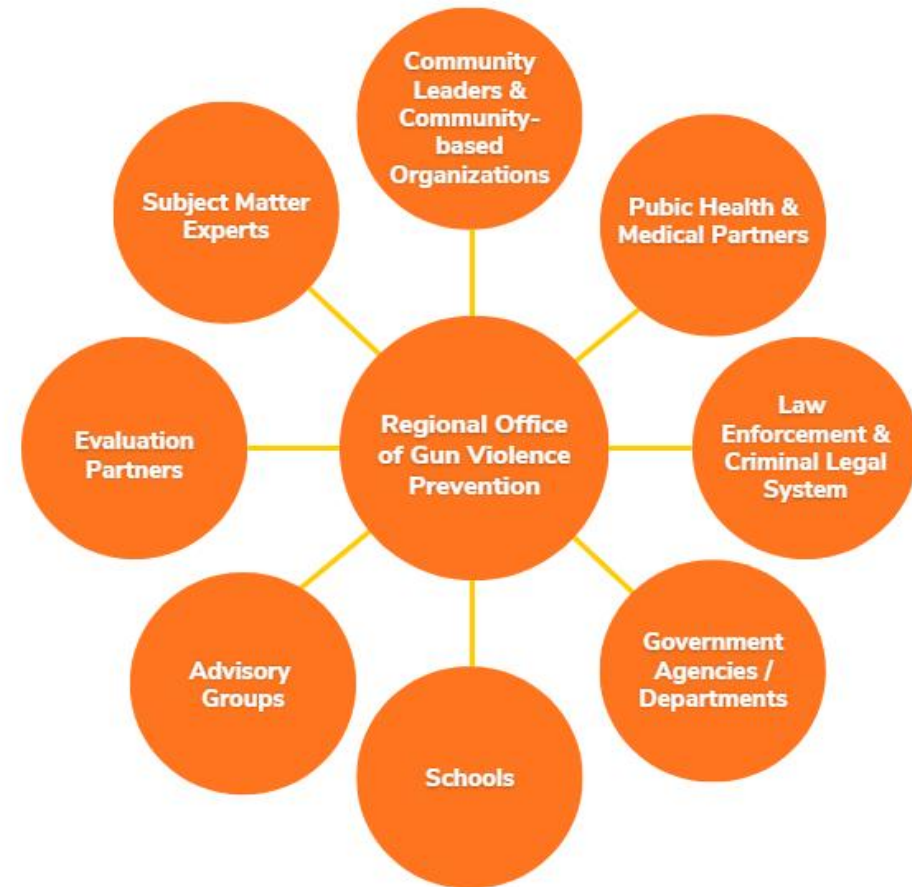 Community
Leaders &
Community-
based
Organizations
Subject Matter
Experts
Pubic Health &
Medical Partners
Evaluation
Partners
Regional Office
of Gun Violence
Prevention
Law
Enforcement &
Criminal Legal
System
Advisory
Groups
Schools
Government
Agencies /
Departments